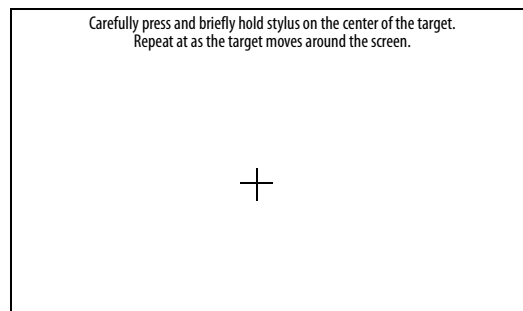 Carefully press and briefly hold stylus on the center of the target.
Repeat at as the target moves around the screen.